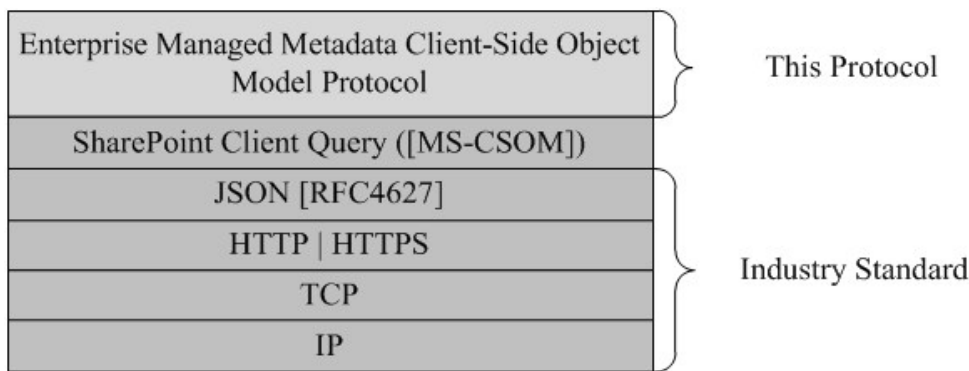 Enterprise Managed Metadata Client-Side Object
Model Protocol
This Protocol
SharePoint Client Query ([MS-CSOM])
JSON [RFC4627]
HTTP | HTTPS
Industry Standard
TCP
IP